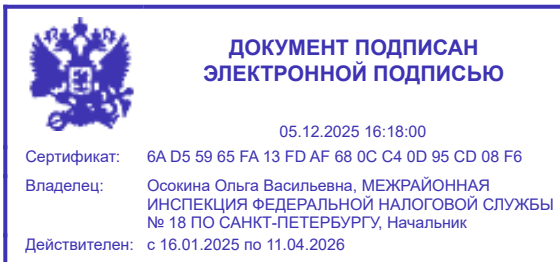 ДОКУМЕНТ ПОДПИСАН
ЭЛЕКТРОННОЙ ПОДПИСЬЮ
05.12.2025 16:18:00
Сертификат: 6A D5 59 65 FA 13 FD AF 68 0C C4 0D 95 CD 08 F6
Владелец: Осокина Ольга Васильевна, МЕЖРАЙОННАЯ
ИНСПЕКЦИЯ ФЕДЕРАЛЬНОЙ НАЛОГОВОЙ СЛУЖБЫ
№ 18 ПО САНКТ-ПЕТЕРБУРГУ, Начальник
Действителен: с 16.01.2025 по 11.04.2026